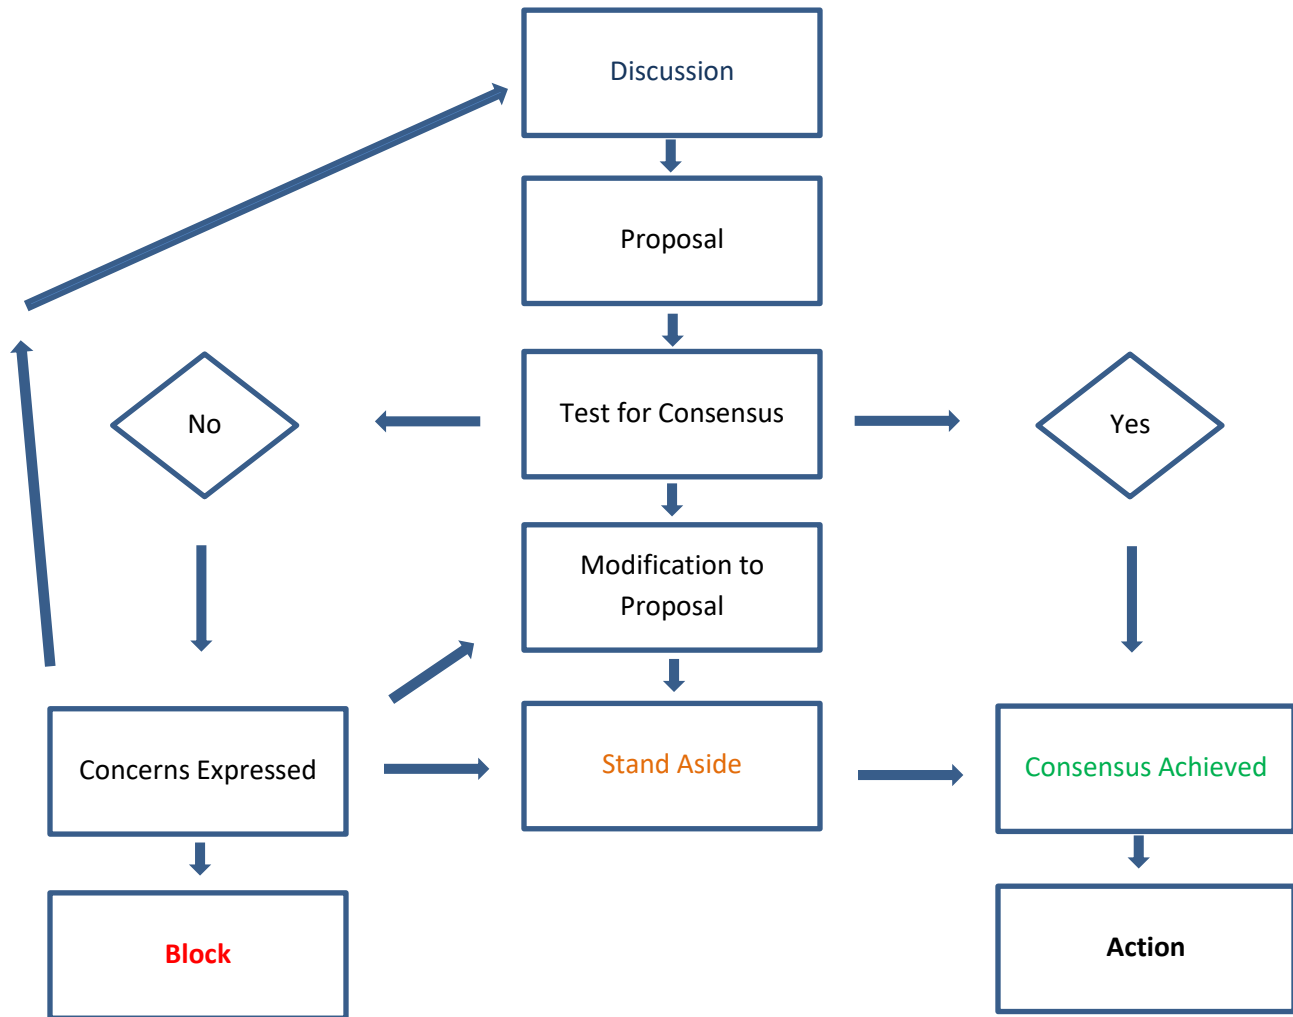 Discussion
Proposal
No
Test for Consensus
Yes
Modification to
Proposal
Concerns Expressed
Stand Aside
Consensus Achieved
Block
Action